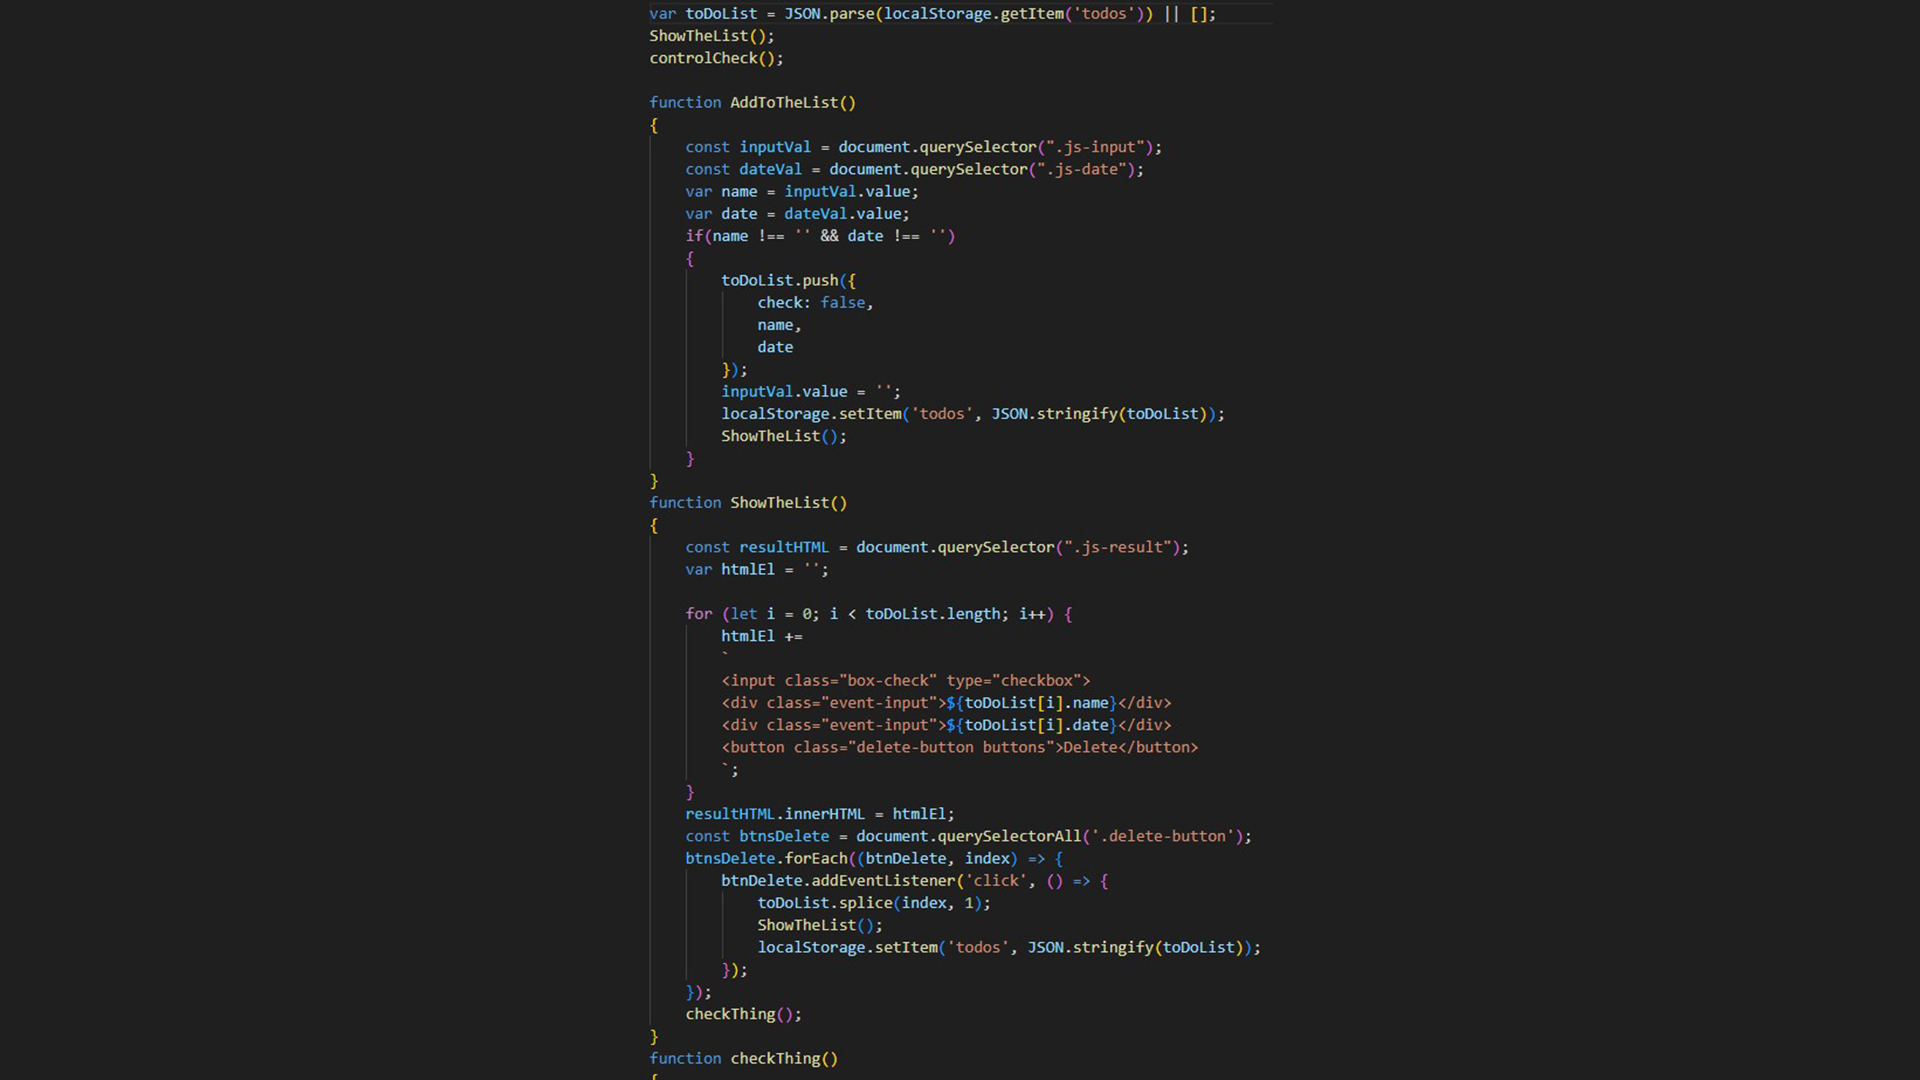 var toDoList = JSON.parse(localStorage.getItem('todos')) || [];
ShowTheList();
controlCheck();
function AddToTheList()
{
const inputVal = document.querySelector(".js-input");
const dateVal = document.querySelector(".js-date");
var name = inputVal.value;
var date = dateVal.value;
if(name !== '' && date !== '')
{
toDoList.push({
check: false,
name,
date
});
inputVal.value = '';
localStorage.setItem('todos', JSON.stringify(toDoList));
ShowTheList();
}
}
function ShowTheList()
{
const resultHTML = document.querySelector(".js-result");
var htmlEl = '';
for (let i = 0; i < toDoList.length; i++) {
htmlEl +=
`
<input class="box-check" type="checkbox">
<div class="event-input">${toDoList[i].name}</div>
<div class="event-input">${toDoList[i].date}</div>
<button class="delete-button buttons">Delete</button>
`;
}
resultHTML.innerHTML = htmlEl;
const btnsDelete = document.querySelectorAll('.delete-button');
btnsDelete.forEach((btnDelete, index) => {
btnDelete.addEventListener('click', () => {
toDoList.splice(index, 1);
ShowTheList();
localStorage.setItem('todos', JSON.stringify(toDoList));
});
});
checkThing();
}
function checkThing()
{